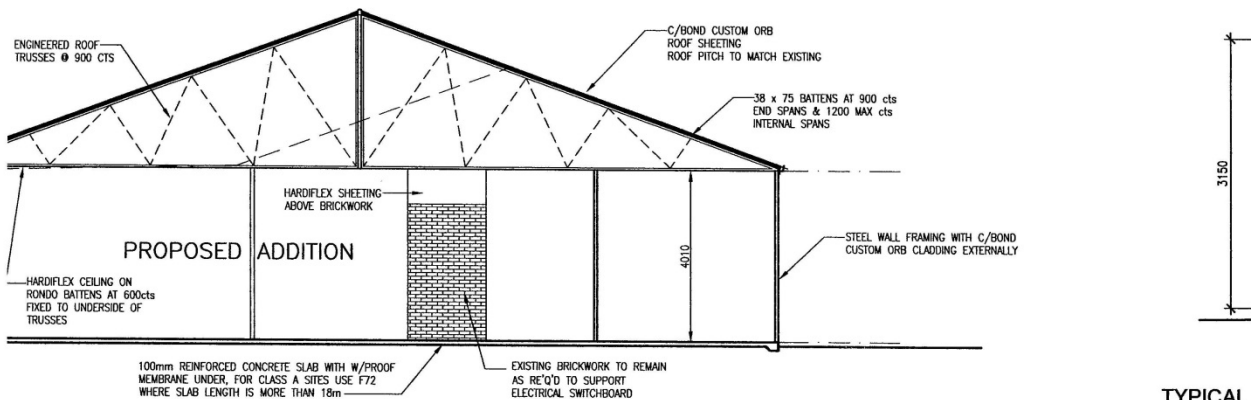 ENGINEERED ROOF
TRUSSES @ 900 CTS
C/BOND CUSTOM ORB
ROOF SHEETING
ROOF PITCH TO MATCH EXISTING
38 x 75 BATTENS AT 900 cts
END SPANS & 1200 MAX cts
INTERNAL SPANS
3150
HARDIFLEX SHEETING
ABOVE BRICKWORK
PROPOSED ADDITION
4010
STEEL WALL FRAMING WITH C/BOND
CUSTOM ORB CLADDING EXTERNALLY
HARDIFLEX CEILING ON
RONDO BATTENS AT 600cts
FIXED TO UNDERSIDE OF
TRUSSES
100mm REINFORCED CONCRETE SLAB WITH W/PROOF
MEMBRANE UNDER, FOR CLASS A SITES USE F72
WHERE SLAB LENGTH IS MORE THAN 18m
EXISTING BRICKWORK TO REMAIN
AS RE'Q'D TO SUPPORT
ELECTRICAL SWITCHBOARD
TYPICAL